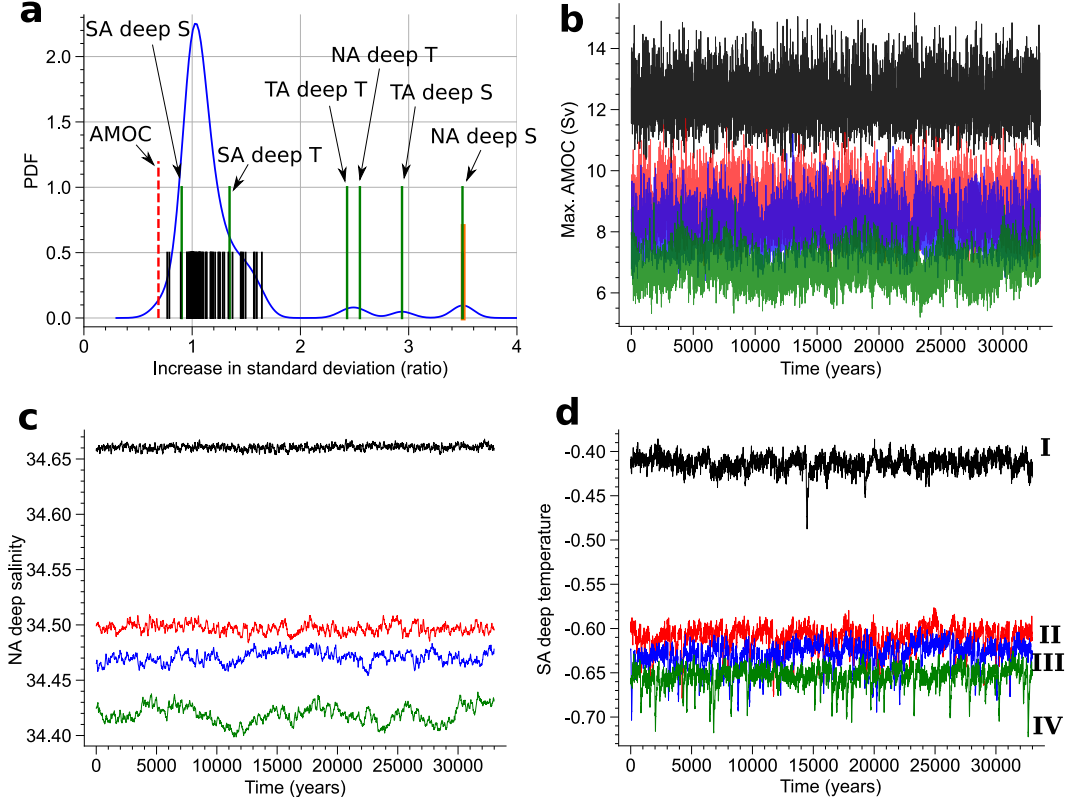 a
SA deep S
NA deep T
TA deep T
TA deep S
AMOC
NA deep S
SA deep T
PDF
2.0
1.5
1.0
0.5
0.0
0
1
2
3
4
Increase in standard deviation (ratio)
b
Max. AMOC (Sv)
14
12
10
8
6
0
5000
10000
15000
20000
25000
30000
Time (years)
c
NA deep salinity
34.65
34.60
34.55
34.50
34.45
34.40
0
5000
10000
15000
20000
25000
30000
Time (years)
d
SA deep temperature
-0.40
-0.45
-0.50
-0.55
-0.60
-0.65
-0.70
I
II
III
IV
0
5000
10000
15000
20000
25000
30000
Time (years)